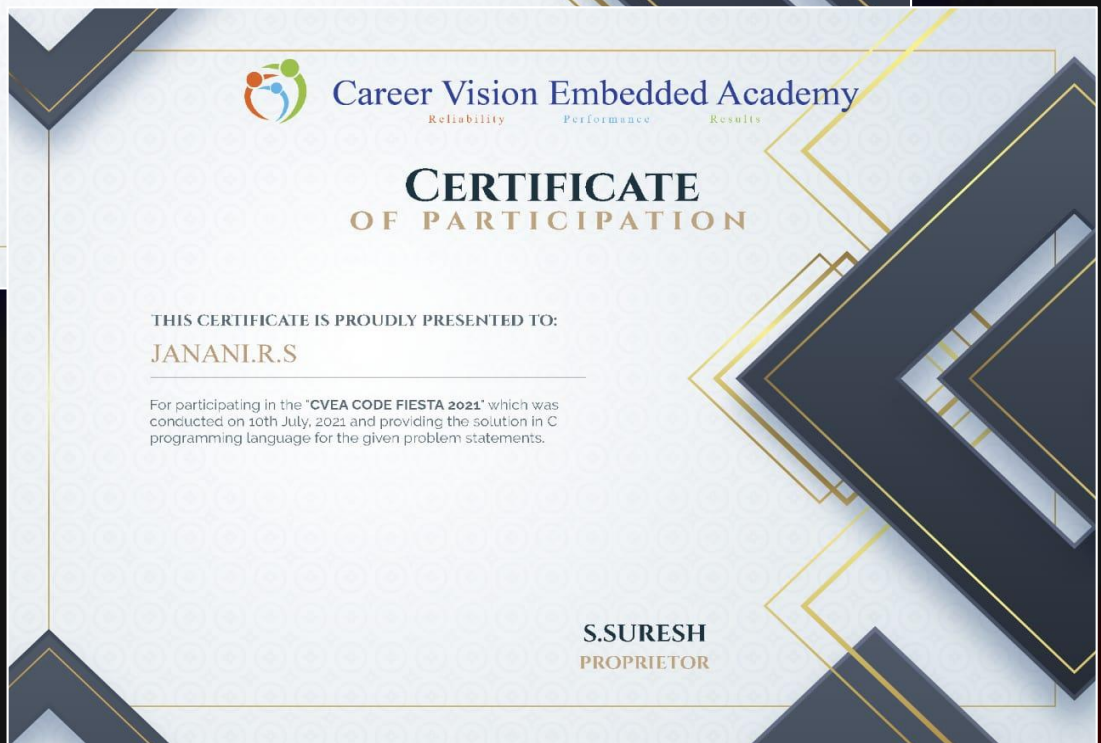 Career Vision Embedded Academy
Reliability Performance Results
CERTIFICATE
OF PARTICIPATION
THIS CERTIFICATE IS PROUDLY PRESENTED TO:
JANANI.R.S
For participating in the "CVEA CODE FIESTA 2021" which was
conducted on 10th July, 2021 and providing the solution in C
programming language for the given problem statements.
S.SURESH
PROPRIETOR